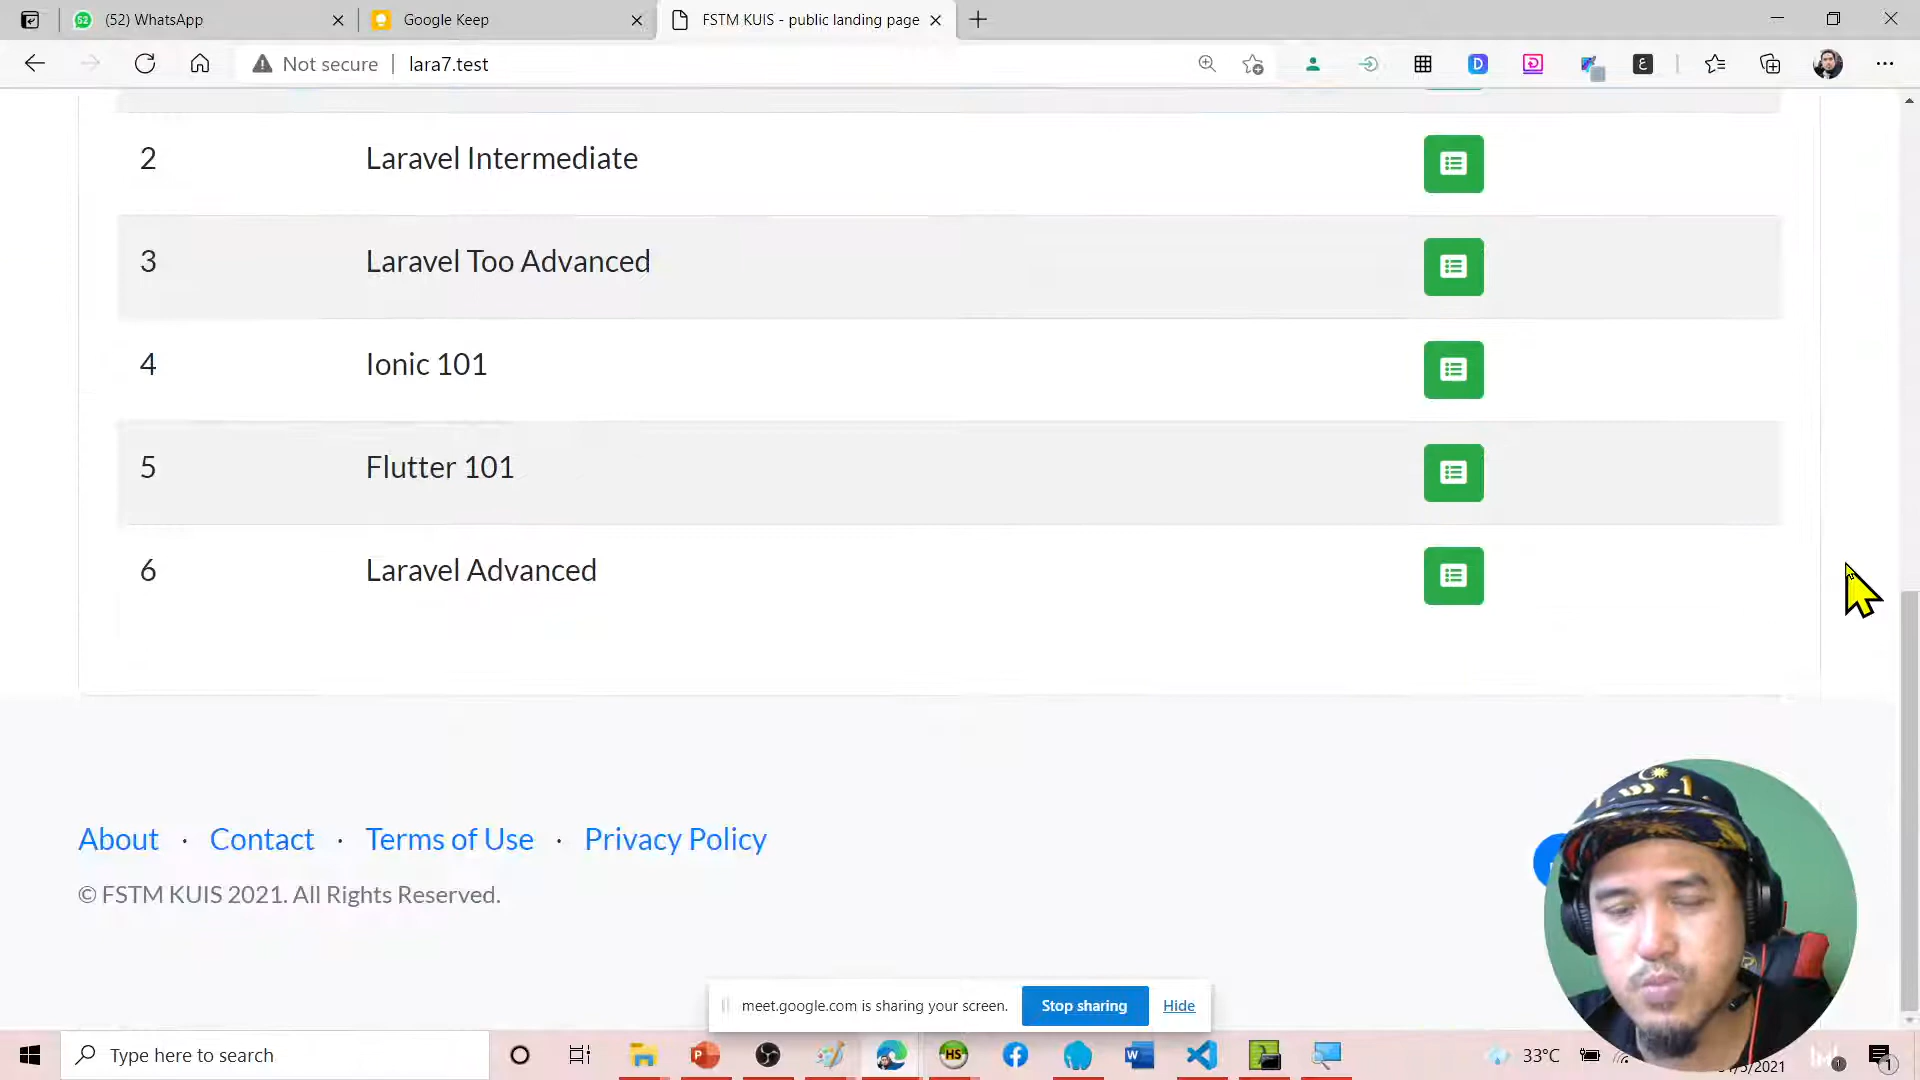 (52) WhatsApp
Google Keep
FSTM KUIS - public landing page
Not secure
lara7.test
2 Laravel Intermediate
3 Laravel Too Advanced
4 Ionic 101
5 Flutter 101
6 Laravel Advanced
About · Contact · Terms of Use · Privacy Policy
© FSTM KUIS 2021. All Rights Reserved.
meet.google.com is sharing your screen.
Stop sharing
Hide
Type here to search
HS
33°C